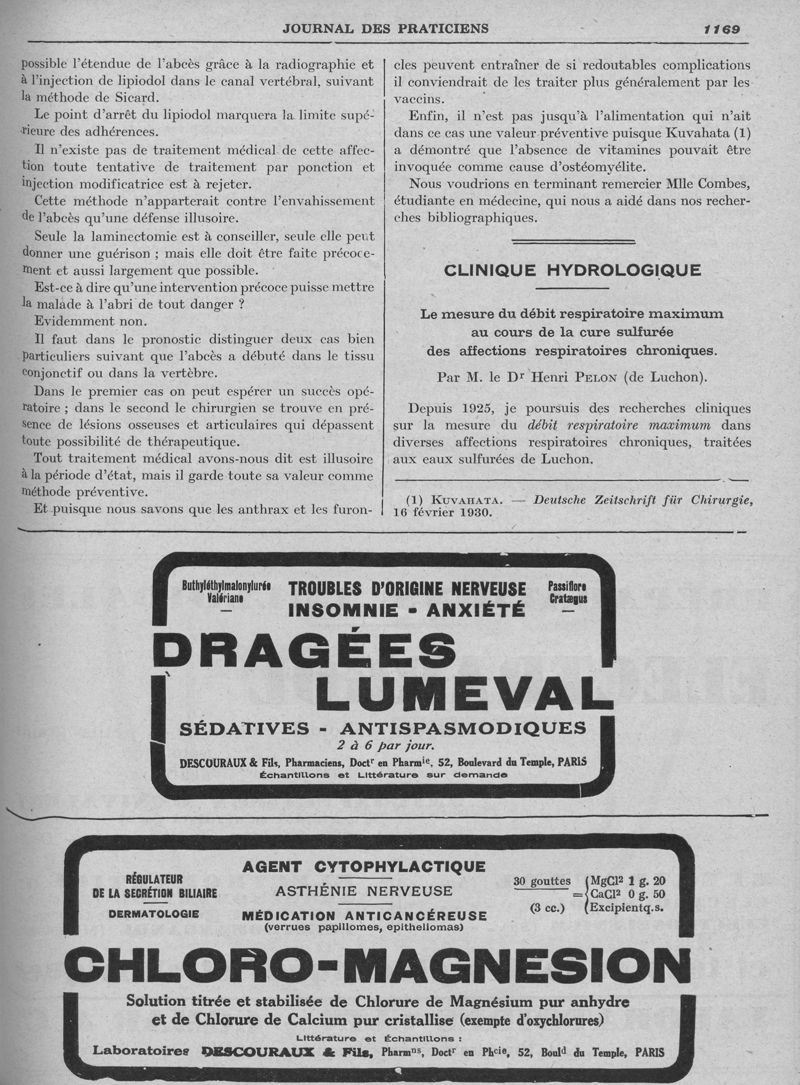 JOURNAL DES PRATICIENS
1169
possible l'étendue de l'abcès grâce à la radiographie et
à l'injection de lipiodol dans le canal vertébral, suivant
la méthode de Sicard.
Le point d'arrêt du lipiodol marquera la limite supé-
rieure des adhérences.
Il n'existe pas de traitement médical de cette affec-
tion toute tentative de traitement par ponction et
injection modificatrice est à rejeter.
Cette méthode n'apparterait contre l'envahissement
de l'abcès qu'une défense illusoire.
Seule la laminectomie est à conseiller, seule elle peut
donner une guérison ; mais elle doit être faite précoce-
ment et aussi largement que possible.
Est-ce à dire qu'une intervention précoce puisse mettre
la malade à l'abri de tout danger ?
Evidemment non.
Il faut dans le pronostic distinguer deux cas bien
particuliers suivant que l'abcès a débuté dans le tissu
conjonctif ou dans la vertèbre.
Dans le premier cas on peut espérer un succès opé-
ratoire ; dans le second le chirurgien se trouve en pré-
sence de lésions osseuses et articulaires qui dépassent
toute possibilité de thérapeutique.
Tout traitement médical avons-nous dit est illusoire
à la période d'état, mais il garde toute sa valeur comme
méthode préventive.
Et puisque nous savons que les anthrax et les furon-
cles peuvent entraîner de si redoutables complications
il conviendrait de les traiter plus généralement par les
vaccins.
Enfin, il n'est pas jusqu'à l'alimentation qui n'ait
dans ce cas une valeur préventive puisque Kuvahata (1)
a démontré que l'absence de vitamines pouvait être
invoquée comme cause d'ostéomyélite.
Nous voudrions en terminant remercier Mlle Combes,
étudiante en médecine, qui nous a aidé dans nos recher-
ches bibliographiques.
CLINIQUE HYDROLOGIQUE
Le mesure du débit respiratoire maximum
au cours de la cure sulfurée
des affections respiratoires chroniques.
Par M. le Dr Henri PELON (de Luchon).
Depuis 1925, je poursuis des recherches cliniques
sur la mesure du débit respiratoire maximum dans
diverses affections respiratoires chroniques, traitées
aux eaux sulfurées de Luchon.
(1) KUVAHATA. — Deutsche Zeitschrift für Chirurgie,
16 février 1930.
Buthyléthylmalonylurée
Valériane
—
TROUBLES D'ORIGINE NERVEUSE
INSOMNIE - ANXIÉTÉ
Passiflore
Cratægus
—
DRAGÉES
LUMEVAL
SÉDATIVES - ANTISPASMODIQUES
2 à 6 par jour.
DESCOURAUX & Fils, Pharmaciens, Doctr en Pharmie, 52, Boulevard du Temple, PARIS
Échantillons et Littérature sur demande
RÉGULATEUR
DE LA SECRÉTION BILIAIRE
DERMATOLOGIE
AGENT CYTOPHYLACTIQUE
ASTHÉNIE NERVEUSE
MÉDICATION ANTICANCÉREUSE
(verrues papillomes, epitheliomas)
30 gouttes
(3 cc.)
= { MgCl² 1 g. 20
CaCl² 0 g. 50
Excipientq.s.
CHLORO-MAGNESION
Solution titrée et stabilisée de Chlorure de Magnésium pur anhydre
et de Chlorure de Calcium pur cristallisé (exempte d'oxychlorures)
Littérature et Échantillons :
Laboratoires DESCOURAUX & Fils, Pharmns, Doctr en Phcie, 52, Bould du Temple, PARIS